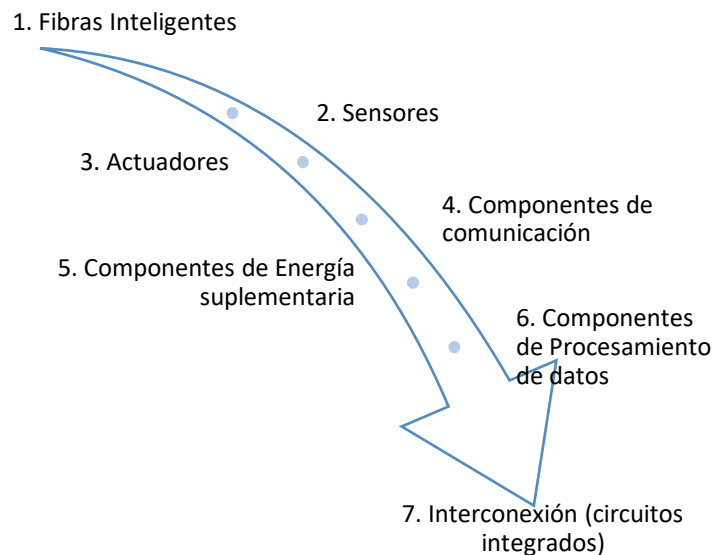 1. Fibras Inteligentes
2. Sensores
3. Actuadores
4. Componentes de
comunicación
5. Componentes de Energía
suplementaria
6. Componentes
de Procesamiento
de datos
7. Interconexión (circuitos
integrados)